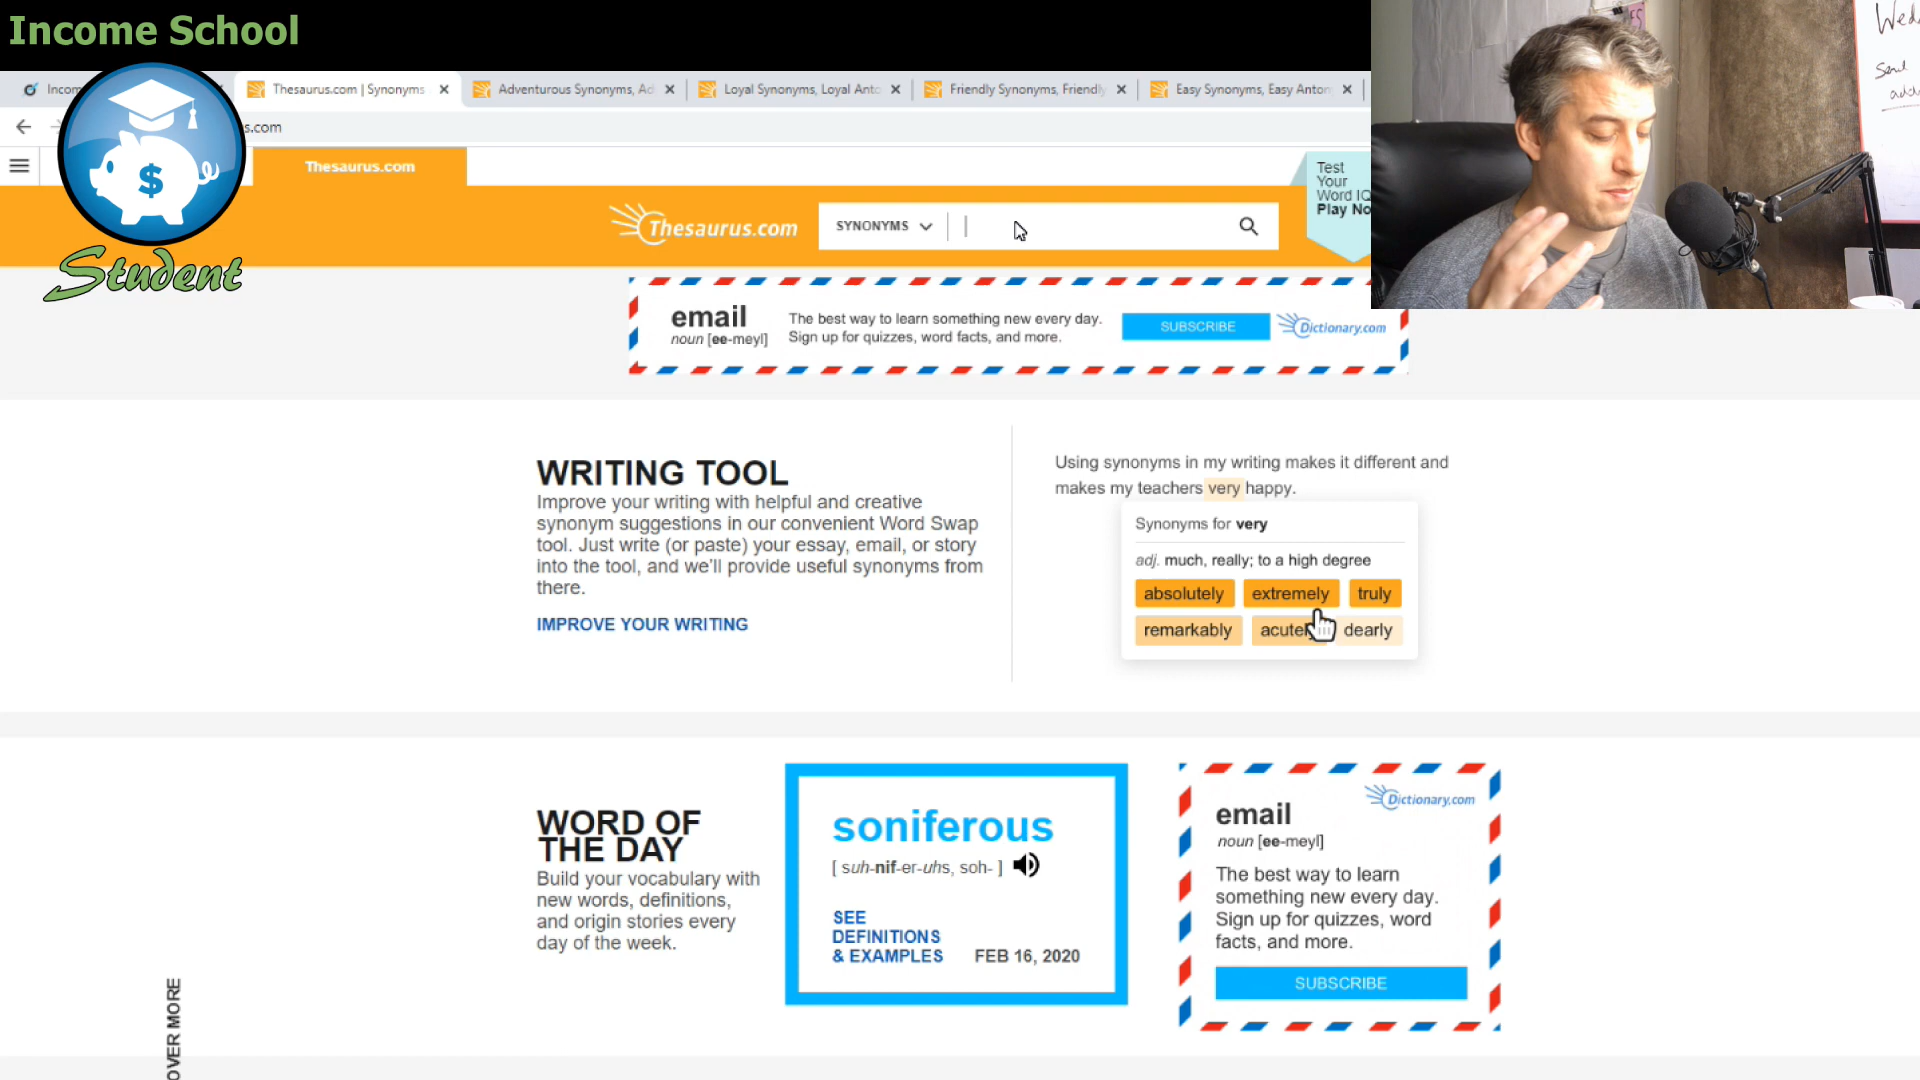 Income School
Student
$
Incom
Thesaurus.com | Synonyms
Adventurous Synonyms, Ad
Loyal Synonyms, Loyal Anto
Friendly Synonyms, Friendly
Easy Synonyms, Easy Anton
s.com
Thesaurus.com
Thesaurus.com
SYNONYMS
Test
Your
Word IQ
Play No
Wed
Send
add
email
noun [ee-meyl]
The best way to learn something new every day.
Sign up for quizzes, word facts, and more.
SUBSCRIBE
Dictionary.com
WRITING TOOL
Improve your writing with helpful and creative
synonym suggestions in our convenient Word Swap
tool. Just write (or paste) your essay, email, or story
into the tool, and we'll provide useful synonyms from
there.
IMPROVE YOUR WRITING
Using synonyms in my writing makes it different and
makes my teachers very happy.
Synonyms for very
adj. much, really; to a high degree
absolutely extremely truly
remarkably acutely dearly
WORD OF
THE DAY
Build your vocabulary with
new words, definitions,
and origin stories every
day of the week.
soniferous
[ suh-nif-er-uhs, soh- ]
SEE
DEFINITIONS
& EXAMPLES
FEB 16, 2020
Dictionary.com
email
noun [ee-meyl]
The best way to learn
something new every day.
Sign up for quizzes, word
facts, and more.
SUBSCRIBE
OVER MORE